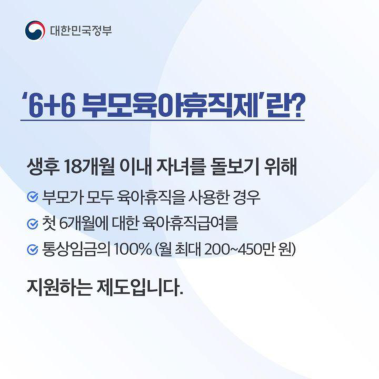 대한민국정부
‘6+6 부모육아휴직제’란?
생후 18개월 이내 자녀를 돌보기 위해
부모가 모두 육아휴직을 사용한 경우
첫 6개월에 대한 육아휴직급여를
통상임금의 100% (월 최대 200~450만 원)
지원하는 제도입니다.